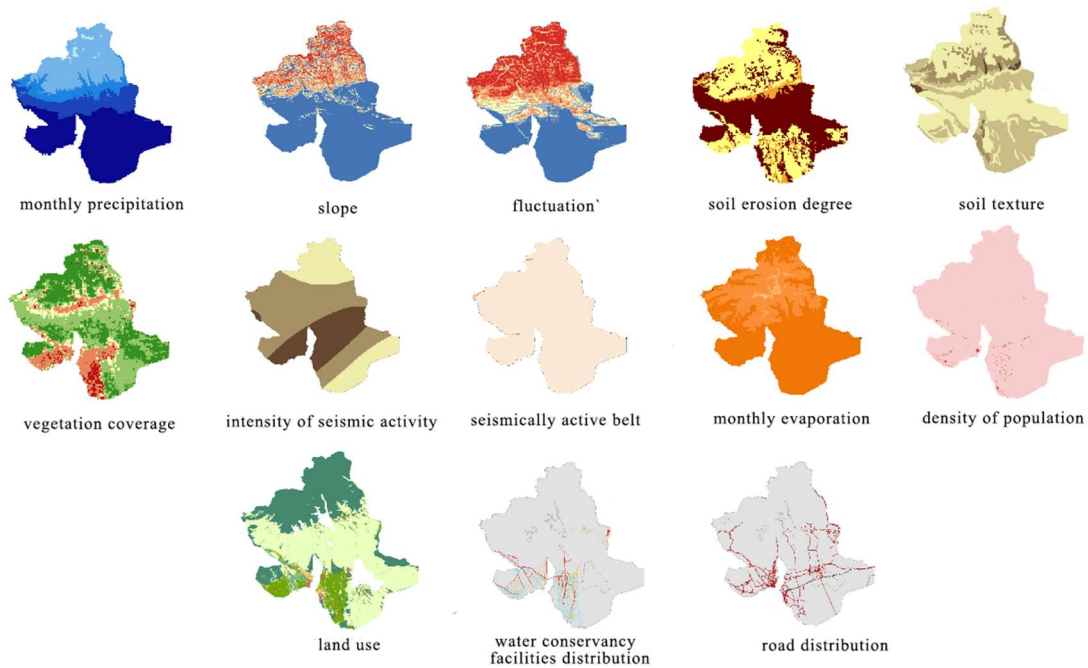 monthly precipitation
slope
fluctuation`
soil erosion degree
soil texture
vegetation coverage
intensity of seismic activity
seismically active belt
monthly evaporation
density of population
land use
water conservancy
facilities distribution
road distribution